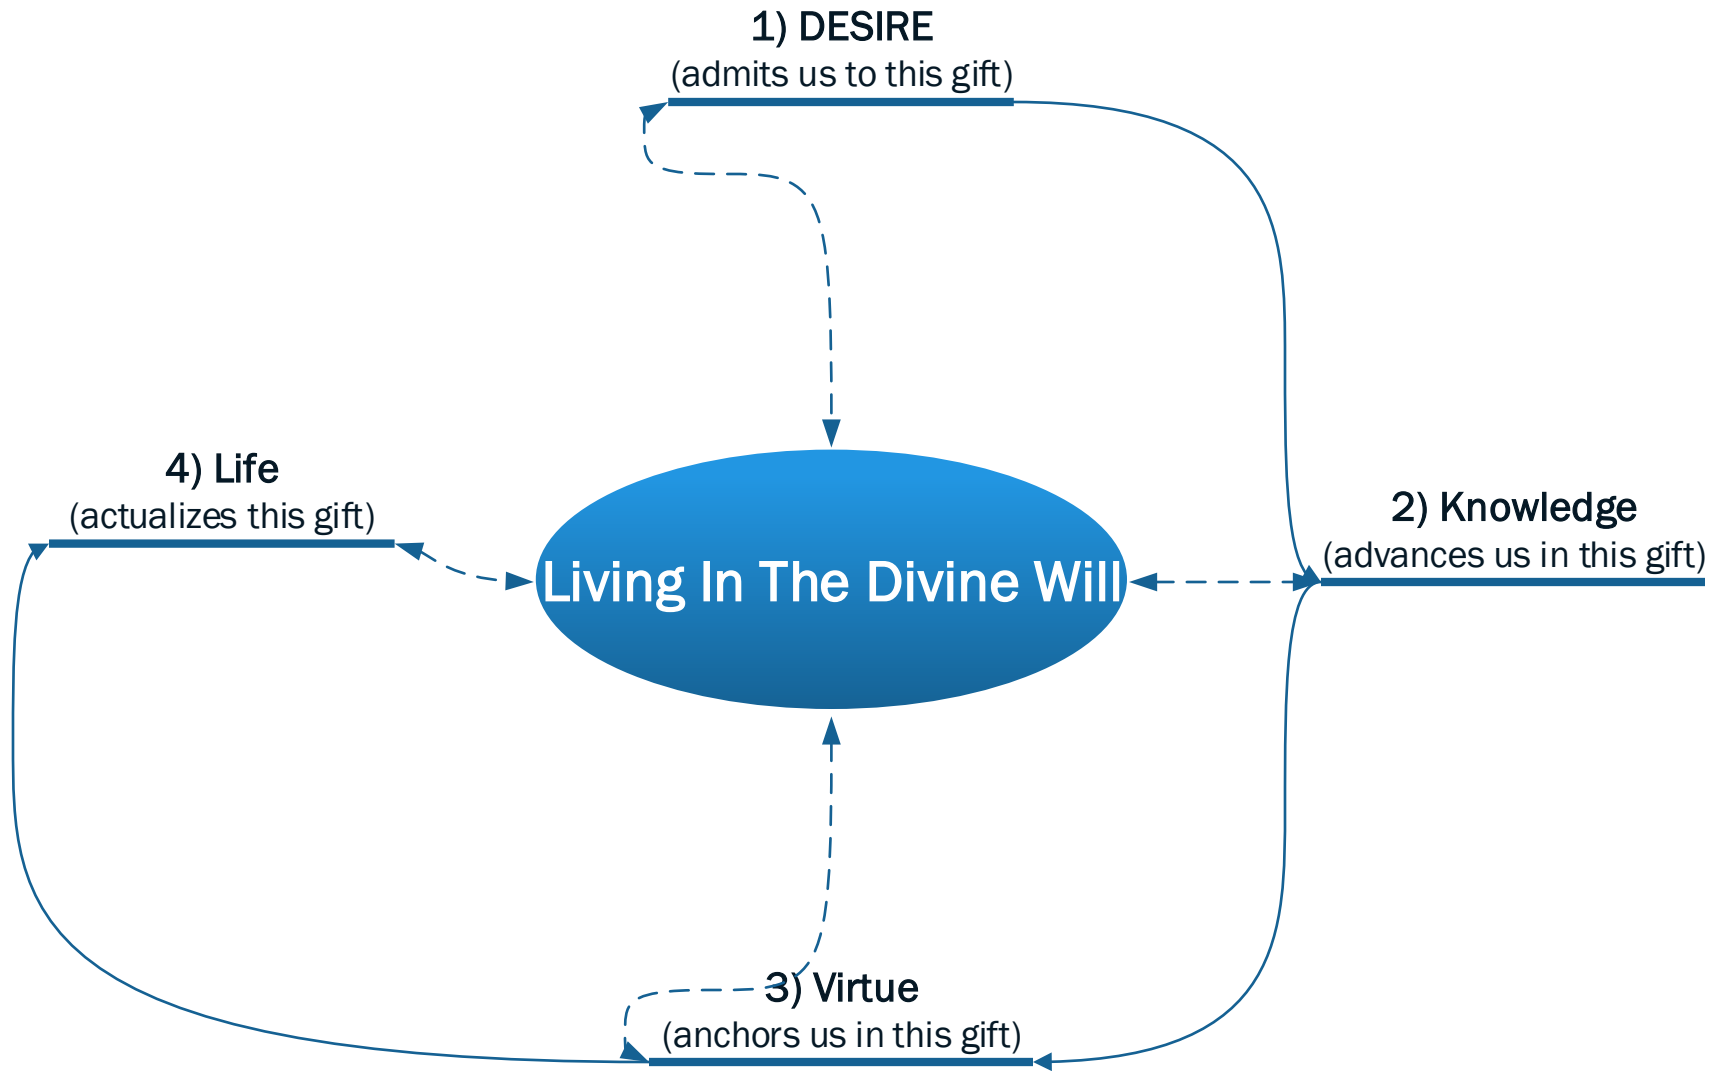 1) DESIRE
(admits us to this gift)
4) Life
(actualizes this gift)
2) Knowledge
(advances us in this gift)
Living In The Divine Will
3) Virtue
(anchors us in this gift)